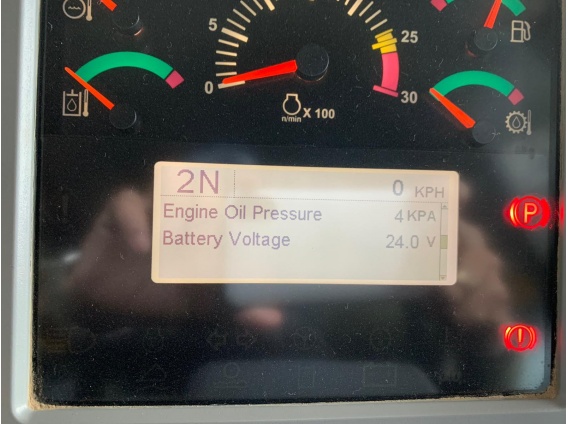 5
25
0
30
n/min X 100
2N 0 KPH
Engine Oil Pressure 4 KPA
Battery Voltage 24.0 V
P